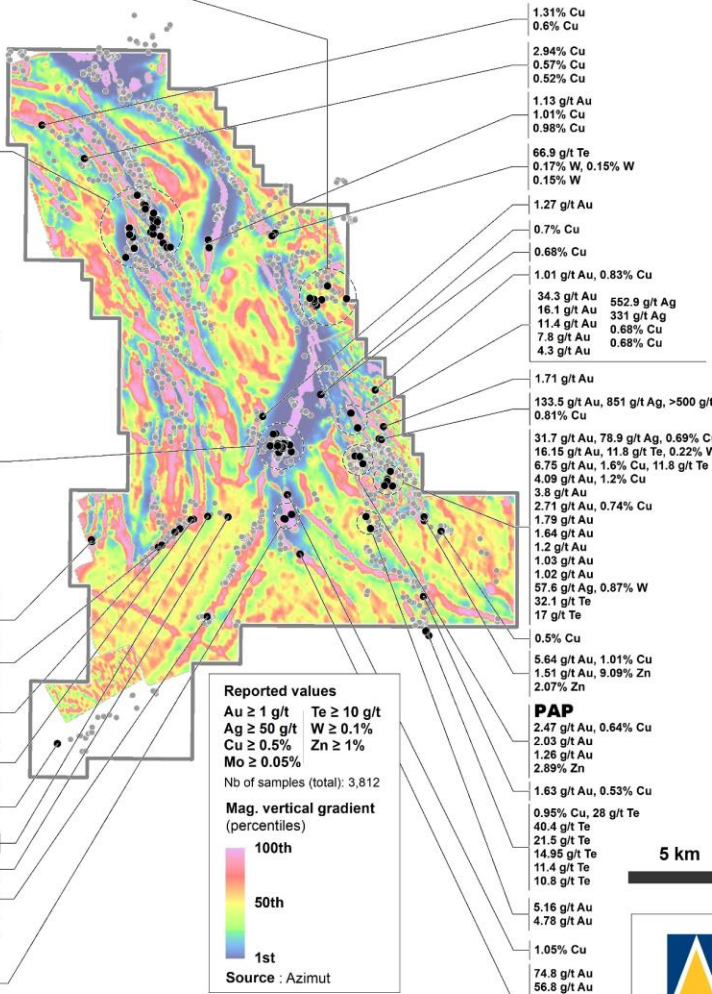 1.31% Cu
0.6% Cu
2.94% Cu
0.57% Cu
0.52% Cu
1.13 g/t Au
1.01% Cu
0.98% Cu
66.9 g/t Te
0.17% W, 0.15% W
0.15% W
1.27 g/t Au
0.7% Cu
0.68% Cu
1.01 g/t Au, 0.83% Cu
34.3 g/t Au
16.1 g/t Au
11.4 g/t Au
7.8 g/t Au
4.3 g/t Au
552.9 g/t Ag
331 g/t Ag
0.68% Cu
0.68% Cu
1.71 g/t Au
133.5 g/t Au, 851 g/t Ag, >500 g/t
0.81% Cu
31.7 g/t Au, 78.9 g/t Ag, 0.69% Cu
16.15 g/t Au, 11.8 g/t Te, 0.22% W
6.75 g/t Au, 1.6% Cu, 11.8 g/t Te
4.09 g/t Au, 1.2% Cu
3.8 g/t Au
2.71 g/t Au, 0.74% Cu
1.79 g/t Au
1.64 g/t Au
1.2 g/t Au
1.03 g/t Au
1.02 g/t Au
57.6 g/t Ag, 0.87% W
32.1 g/t Te
17 g/t Te
0.5% Cu
5.64 g/t Au, 1.01% Cu
1.51 g/t Au, 9.09% Zn
2.07% Zn
PAP
2.47 g/t Au, 0.64% Cu
2.03 g/t Au
1.26 g/t Au
2.89% Zn
1.63 g/t Au, 0.53% Cu
0.95% Cu, 28 g/t Te
40.4 g/t Te
21.5 g/t Te
14.95 g/t Te
11.4 g/t Te
10.8 g/t Te
5.16 g/t Au
4.78 g/t Au
1.05% Cu
74.8 g/t Au
56.8 g/t Au
5 km
Reported values
Au ≥ 1 g/t Te ≥ 10 g/t
Ag ≥ 50 g/t W ≥ 0.1%
Cu ≥ 0.5% Zn ≥ 1%
Mo ≥ 0.05%
Nb of samples (total): 3,812
Mag. vertical gradient
(percentiles)
100th
50th
1st
Source : Azimut